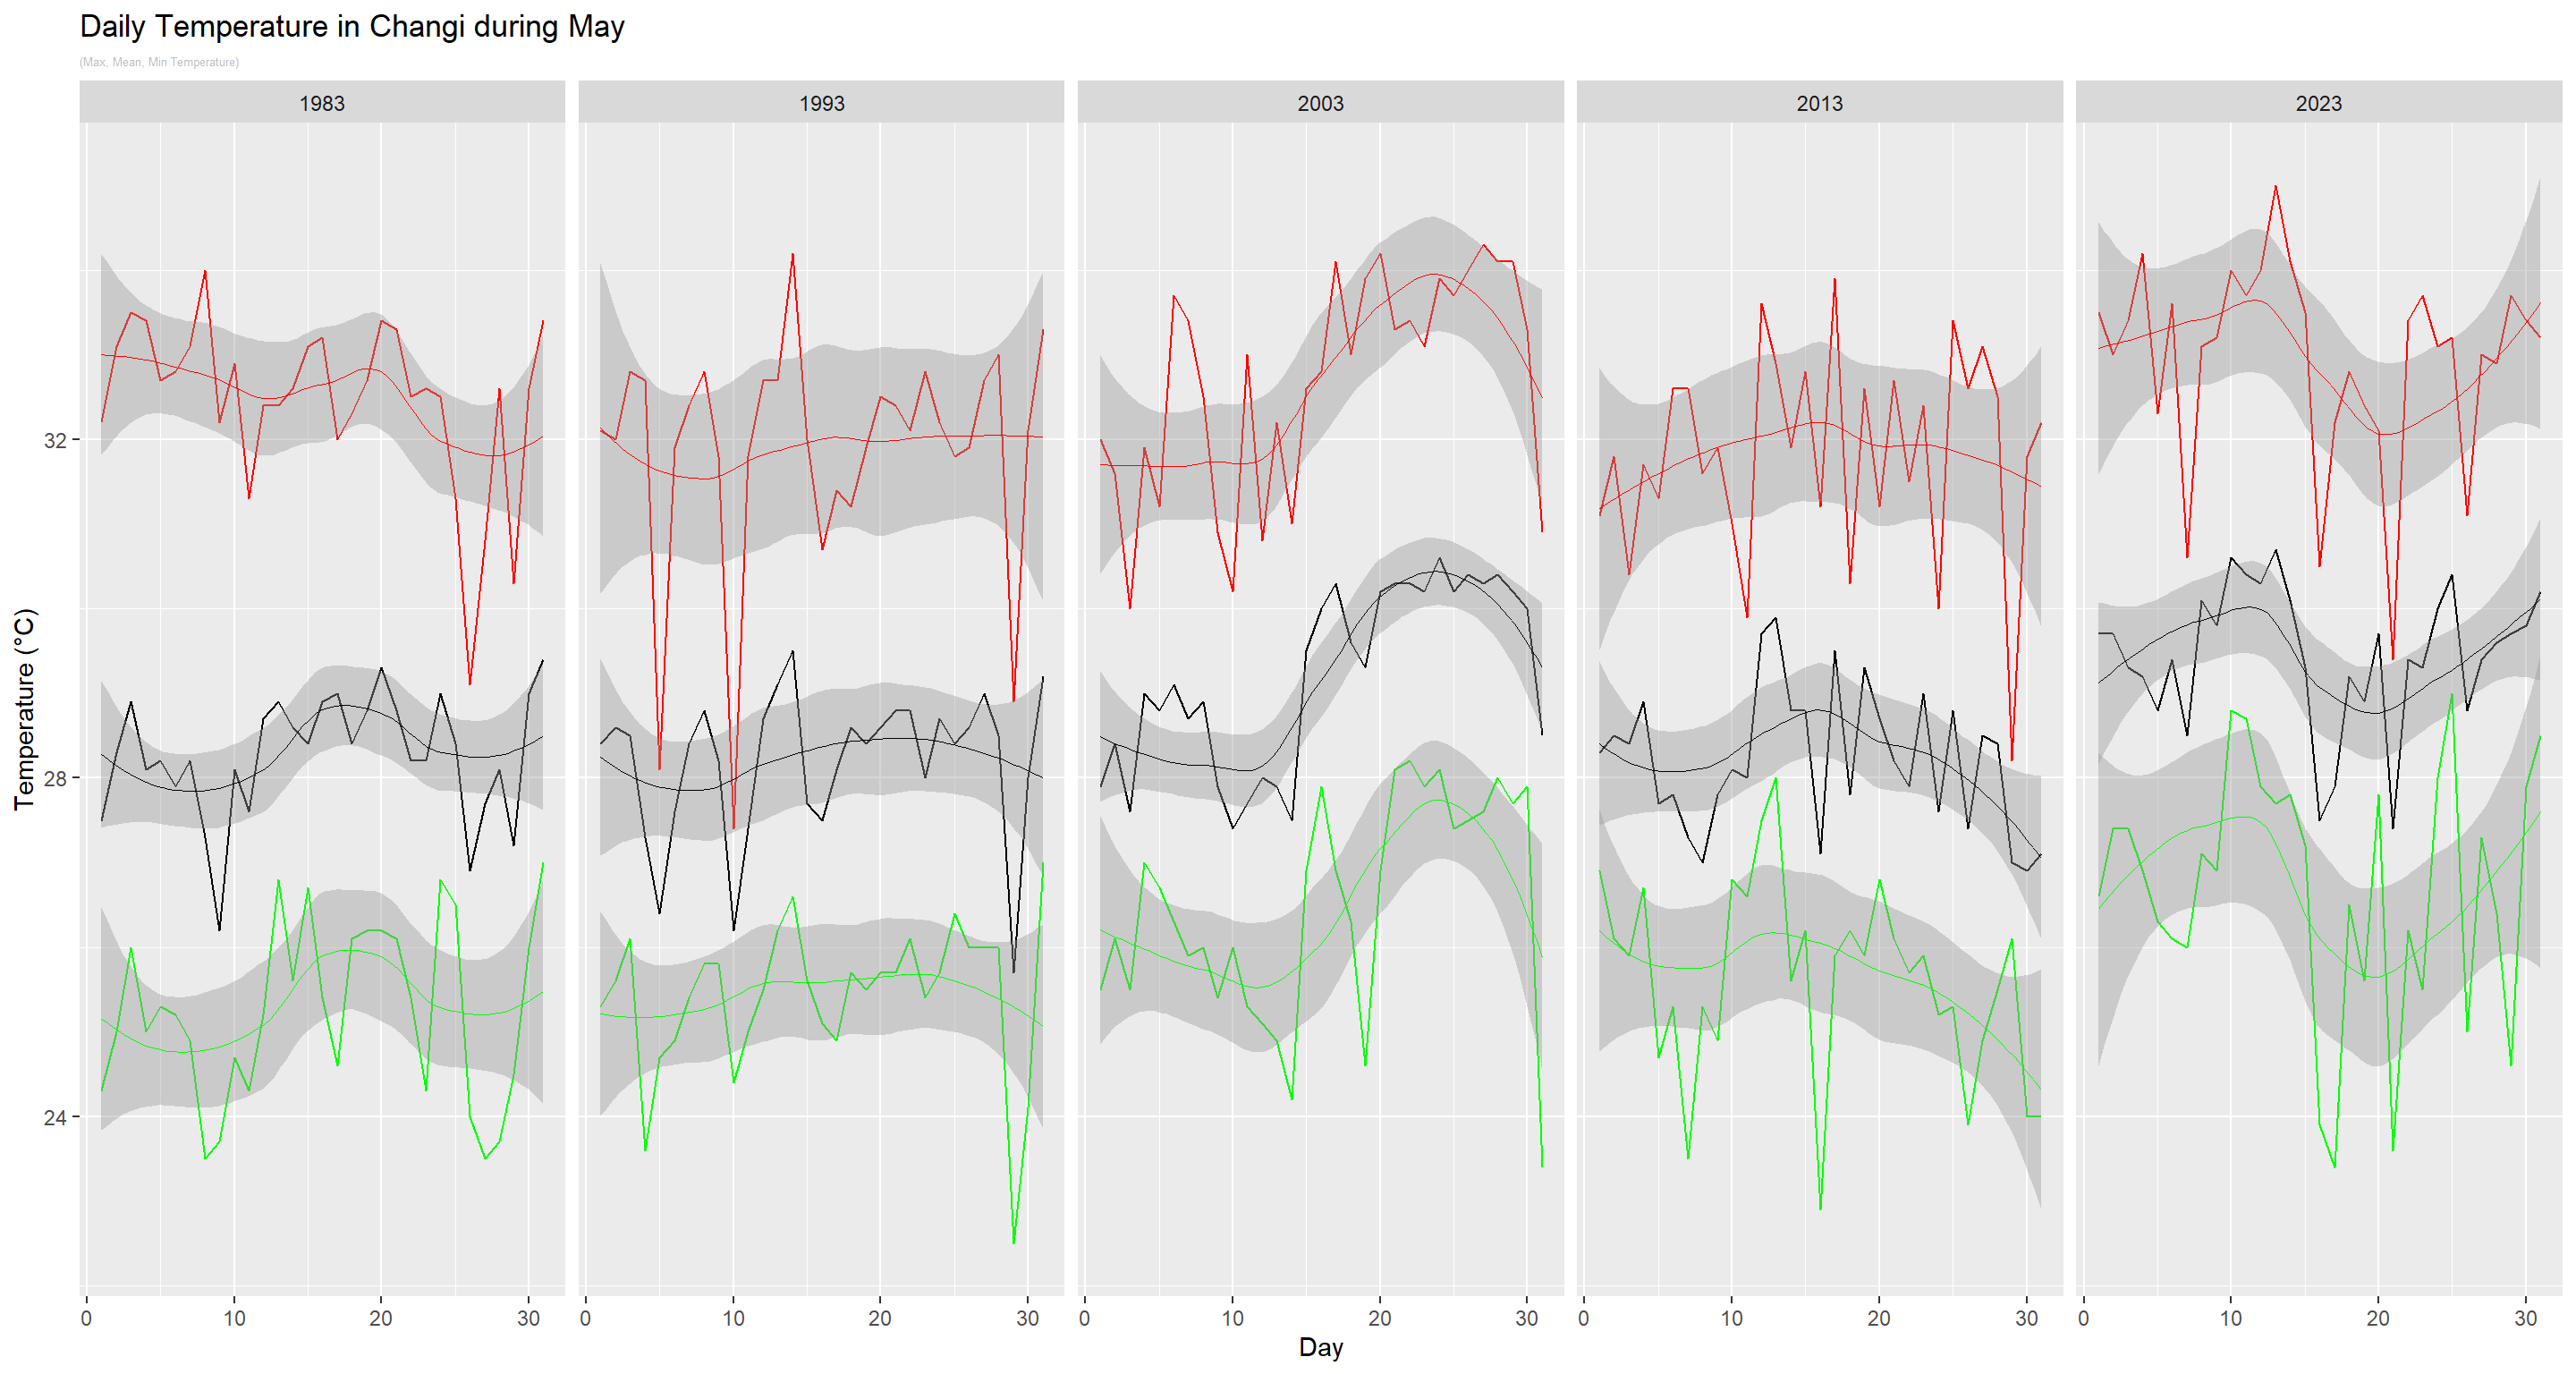 Daily Temperature in Changi during May
(Max, Mean, Min Temperature)
1983 1993 2003 2013 2023
32
28
24
Temperature (°C)
0 10 20 30 0 10 20 30 0 10 20 30 0 10 20 30 0 10 20 30
Day